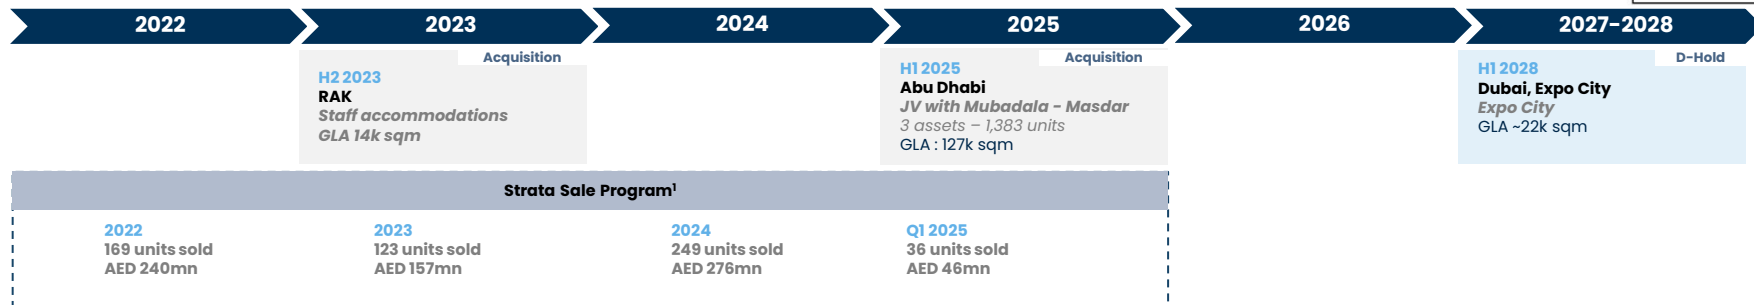 2022
2023
2024
2025
2026
2027-2028
Acquisition
H2 2023
RAK
Staff accommodations
GLA 14k sqm
Acquisition
H1 2025
Abu Dhabi
JV with Mubadala - Masdar
3 assets – 1,383 units
GLA : 127k sqm
D-Hold
H1 2028
Dubai, Expo City
Expo City
GLA ~22k sqm
Strata Sale Program¹
2022
169 units sold
AED 240mn
2023
123 units sold
AED 157mn
2024
249 units sold
AED 276mn
Q1 2025
36 units sold
AED 46mn